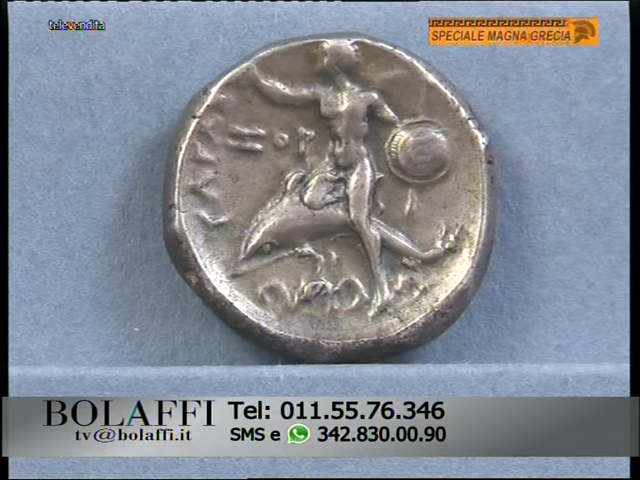 televendita
SPECIALE MAGNA GRECIA
BOLAFFI
tv@bolaffi.it
Tel: 011.55.76.346
SMS e 342.830.00.90